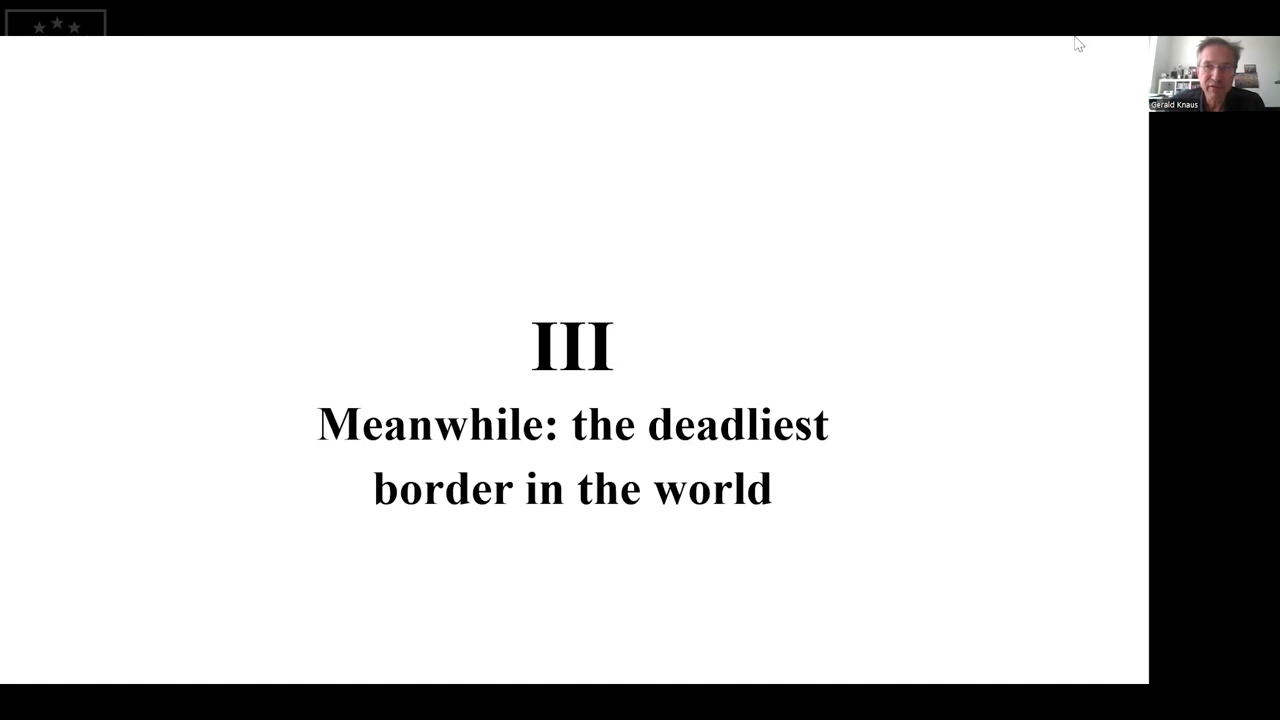 Gerald Knaus
III
Meanwhile: the deadliest
border in the world